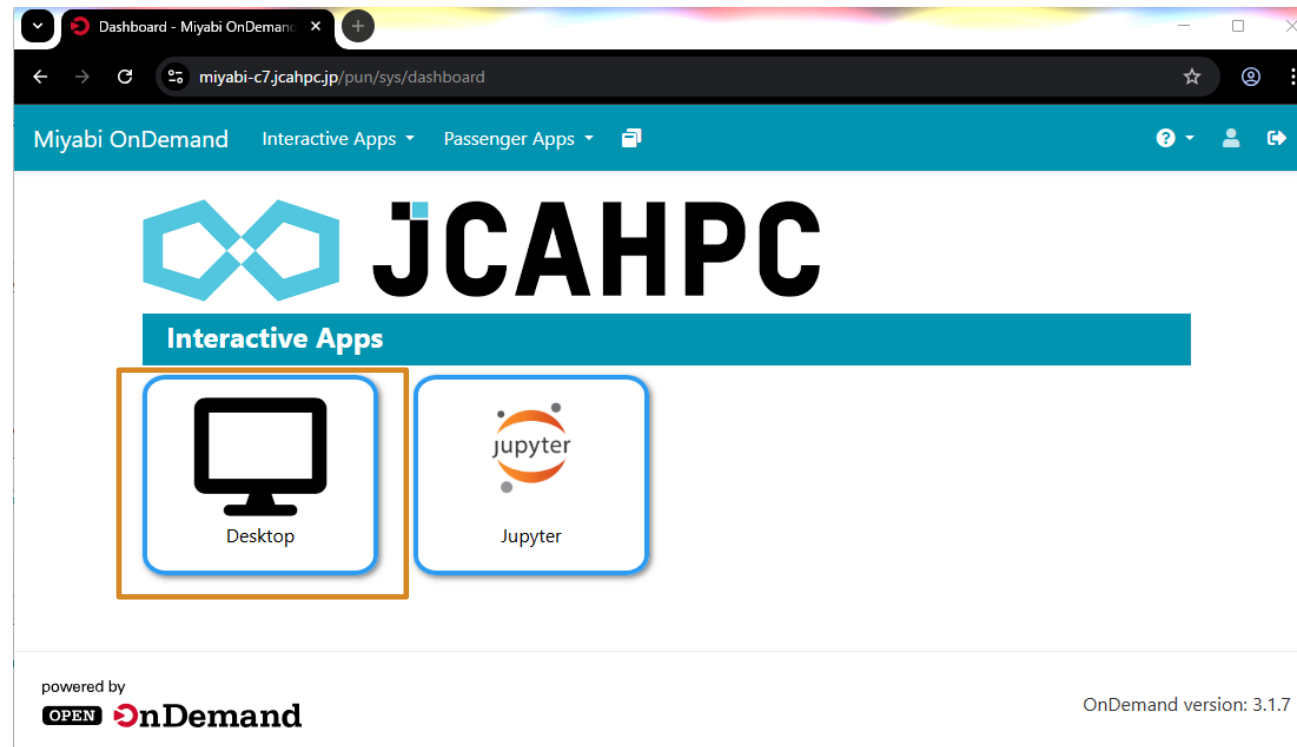 Dashboard - Miyabi OnDemand
miyabi-c7.jcahpc.jp/pun/sys/dashboard
Miyabi OnDemand Interactive Apps Passenger Apps
JCAHPC
Interactive Apps
Desktop
jupyter
Jupyter
powered by
OPEN OnDemand
OnDemand version: 3.1.7